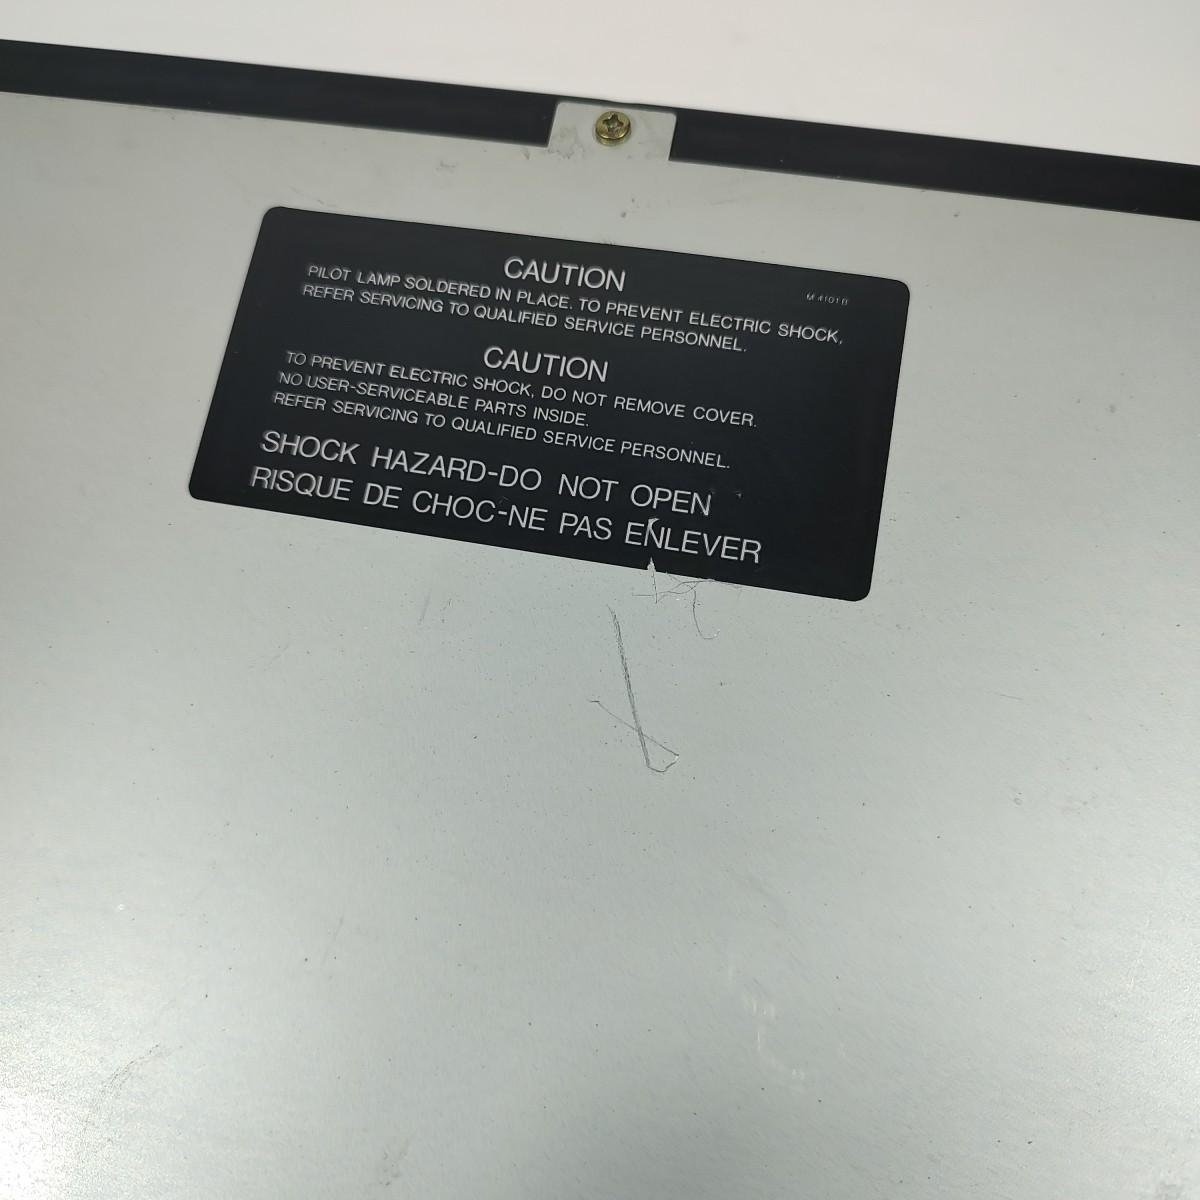 CAUTION
M 4101 B
PILOT LAMP SOLDERED IN PLACE. TO PREVENT ELECTRIC SHOCK,
REFER SERVICING TO QUALIFIED SERVICE PERSONNEL.
CAUTION
TO PREVENT ELECTRIC SHOCK, DO NOT REMOVE COVER.
NO USER-SERVICEABLE PARTS INSIDE.
REFER SERVICING TO QUALIFIED SERVICE PERSONNEL.
SHOCK HAZARD-DO NOT OPEN
RISQUE DE CHOC-NE PAS ENLEVER